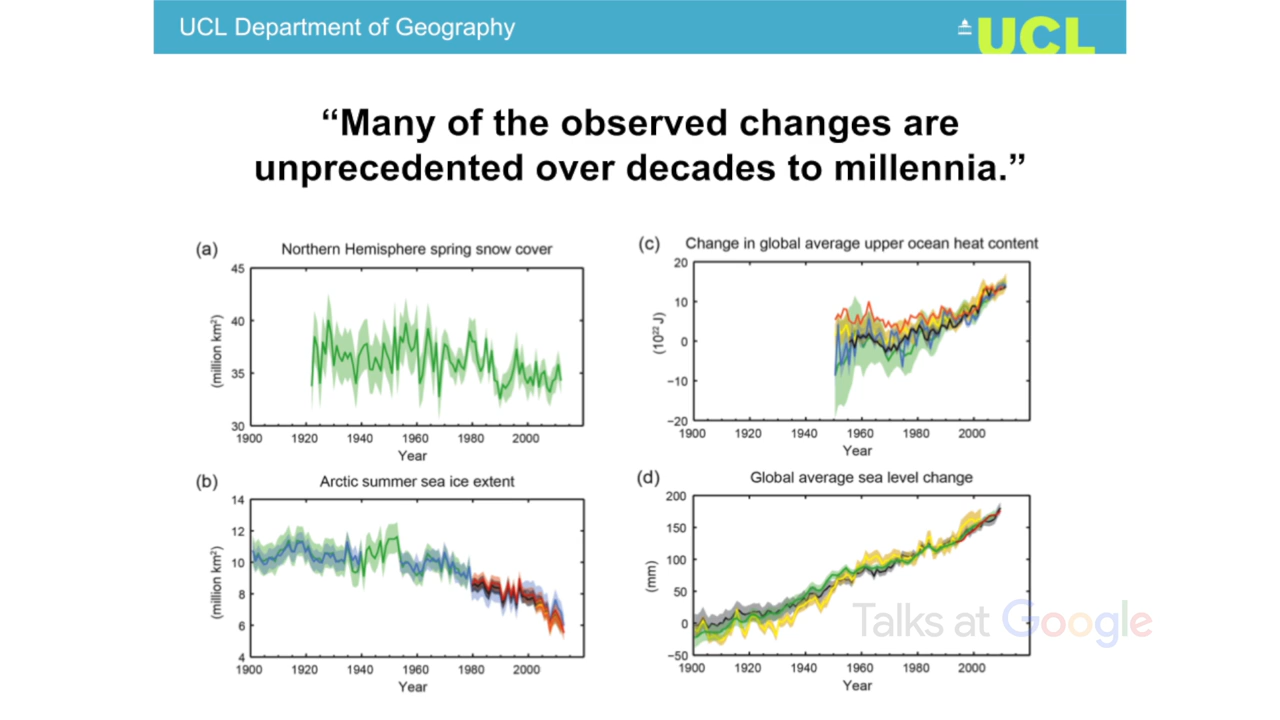 UCL Department of Geography
UCL
“Many of the observed changes are
unprecedented over decades to millennia.”
(a) Northern Hemisphere spring snow cover
45
40
35
30
(million km²)
1900 1920 1940 1960 1980 2000
Year
(b) Arctic summer sea ice extent
14
12
10
8
6
4
(million km²)
1900 1920 1940 1960 1980 2000
Year
(c) Change in global average upper ocean heat content
20
10
0
−10
−20
(10²² J)
1900 1920 1940 1960 1980 2000
Year
(d) Global average sea level change
200
150
100
50
0
−50
(mm)
1900 1920 1940 1960 1980 2000
Year
Talks at Google